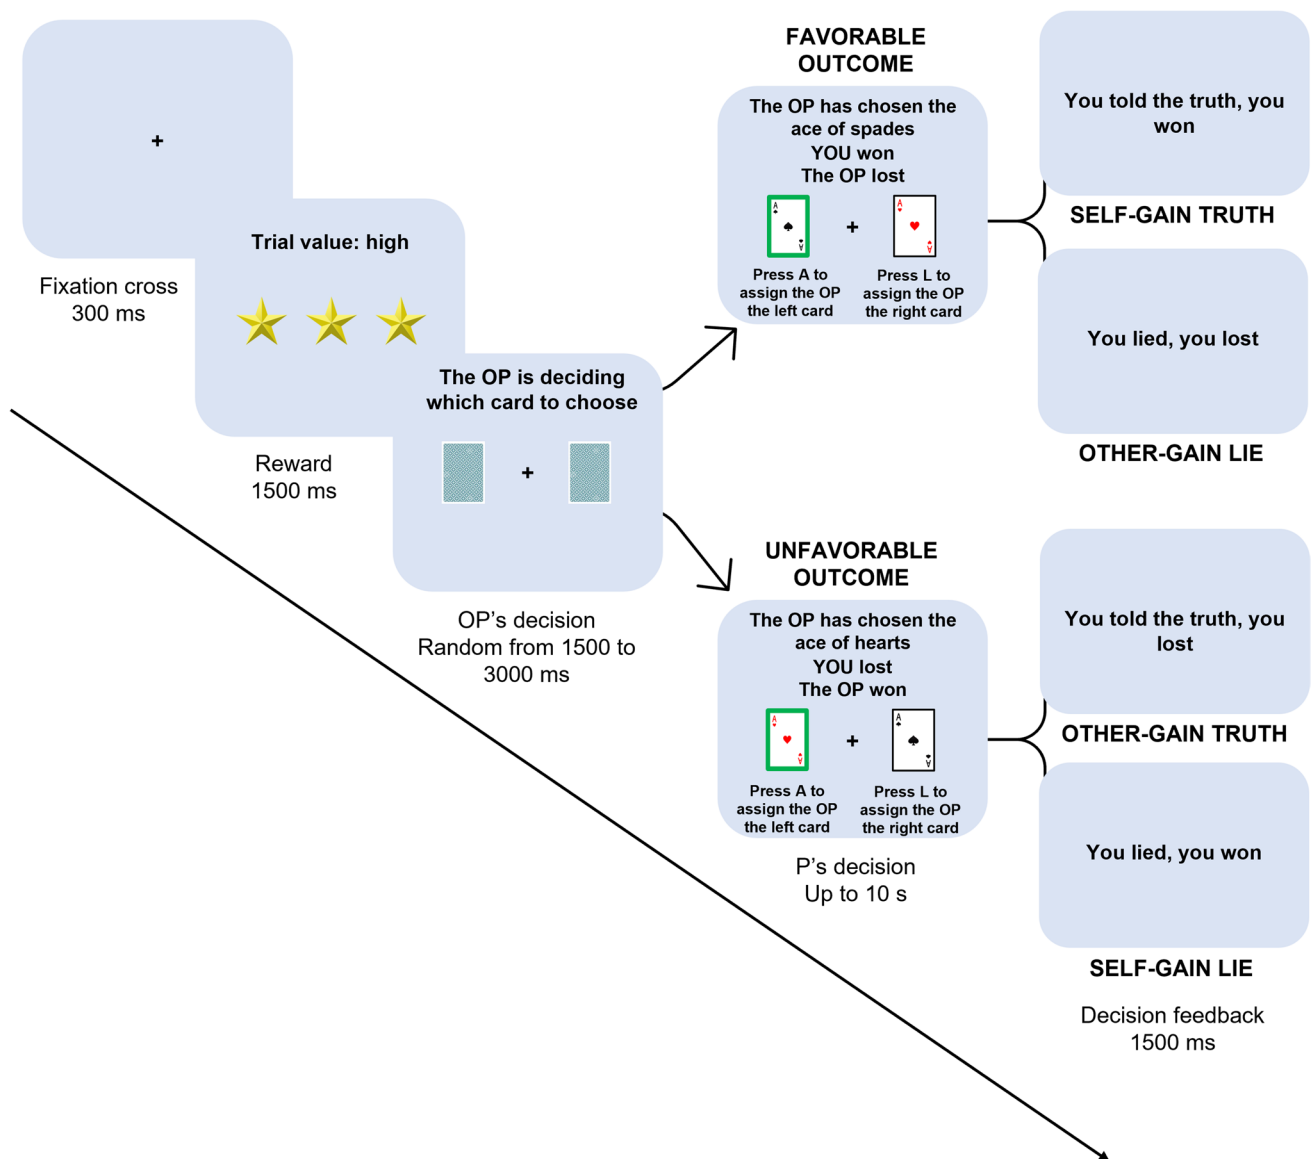 +
Fixation cross
300 ms
Trial value: high
Reward
1500 ms
The OP is deciding
which card to choose
+
OP's decision
Random from 1500 to
3000 ms
FAVORABLE
OUTCOME
The OP has chosen the
ace of spades
YOU won
The OP lost
A
A
+
A
A
Press A to
assign the OP
the left card
Press L to
assign the OP
the right card
You told the truth, you
won
SELF-GAIN TRUTH
You lied, you lost
OTHER-GAIN LIE
UNFAVORABLE
OUTCOME
The OP has chosen the
ace of hearts
YOU lost
The OP won
A
A
+
A
A
Press A to
assign the OP
the left card
Press L to
assign the OP
the right card
P's decision
Up to 10 s
You told the truth, you
lost
OTHER-GAIN TRUTH
You lied, you won
SELF-GAIN LIE
Decision feedback
1500 ms